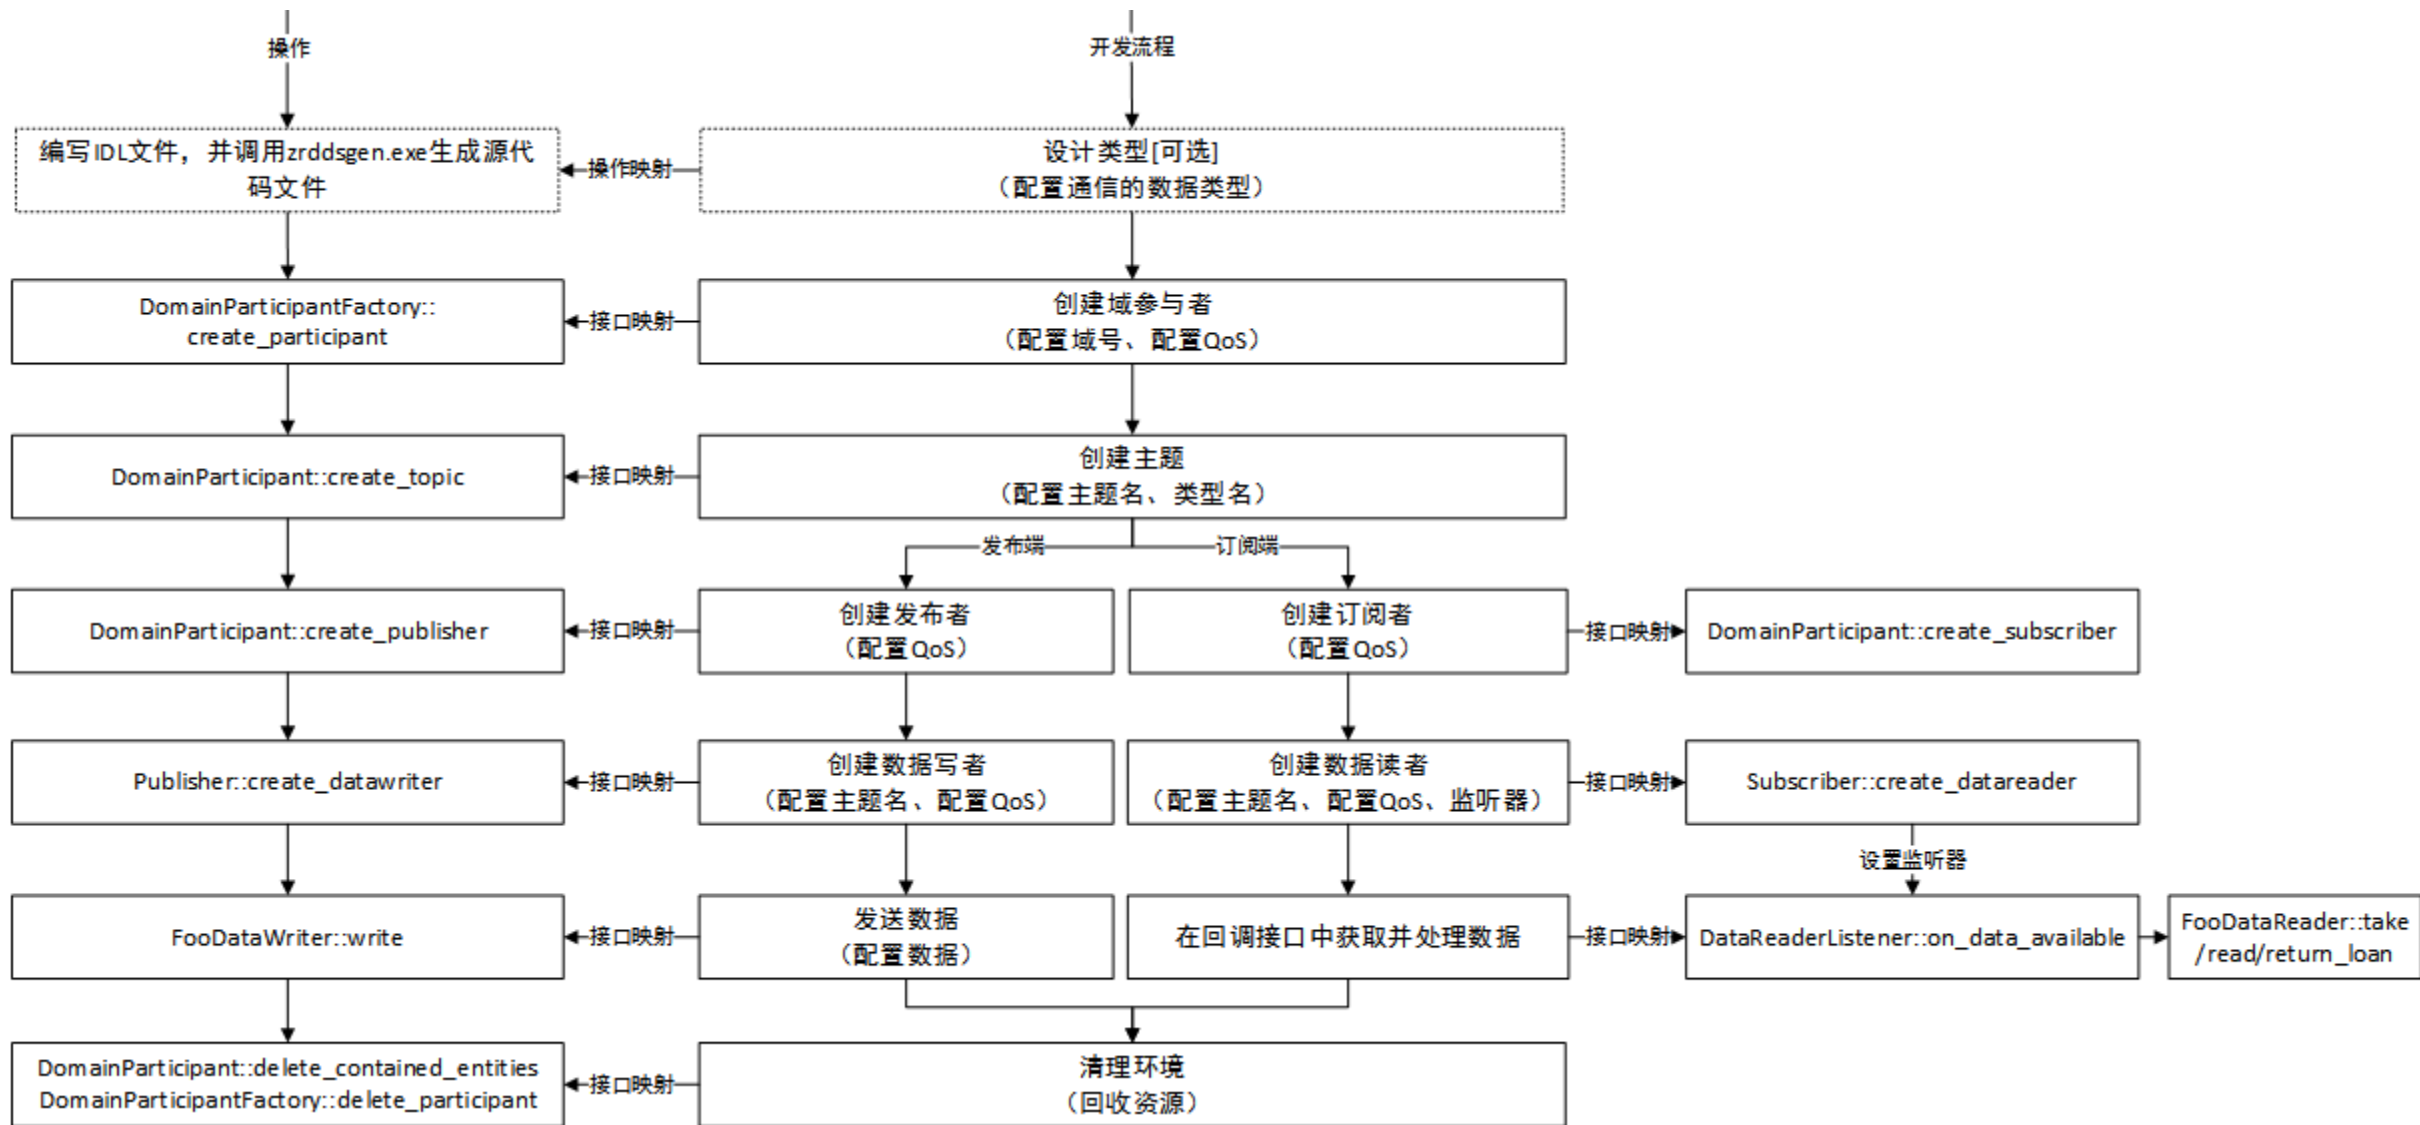 操作
开发流程
编写IDL文件，并调用zrddsgen.exe生成源代
码文件
操作映射
设计类型[可选]
（配置通信的数据类型）
DomainParticipantFactory::
create_participant
接口映射
创建域参与者
（配置域号、配置QoS）
DomainParticipant::create_topic
接口映射
创建主题
（配置主题名、类型名）
发布端
订阅端
DomainParticipant::create_publisher
接口映射
创建发布者
（配置QoS）
创建订阅者
（配置QoS）
接口映射
DomainParticipant::create_subscriber
Publisher::create_datawriter
接口映射
创建数据写者
（配置主题名、配置QoS）
创建数据读者
（配置主题名、配置QoS、监听器）
接口映射
Subscriber::create_datareader
设置监听器
FooDataWriter::write
接口映射
发送数据
（配置数据）
在回调接口中获取并处理数据
接口映射
DataReaderListener::on_data_available
FooDataReader::take
/read/return_loan
DomainParticipant::delete_contained_entities
DomainParticipantFactory::delete_participant
接口映射
清理环境
（回收资源）